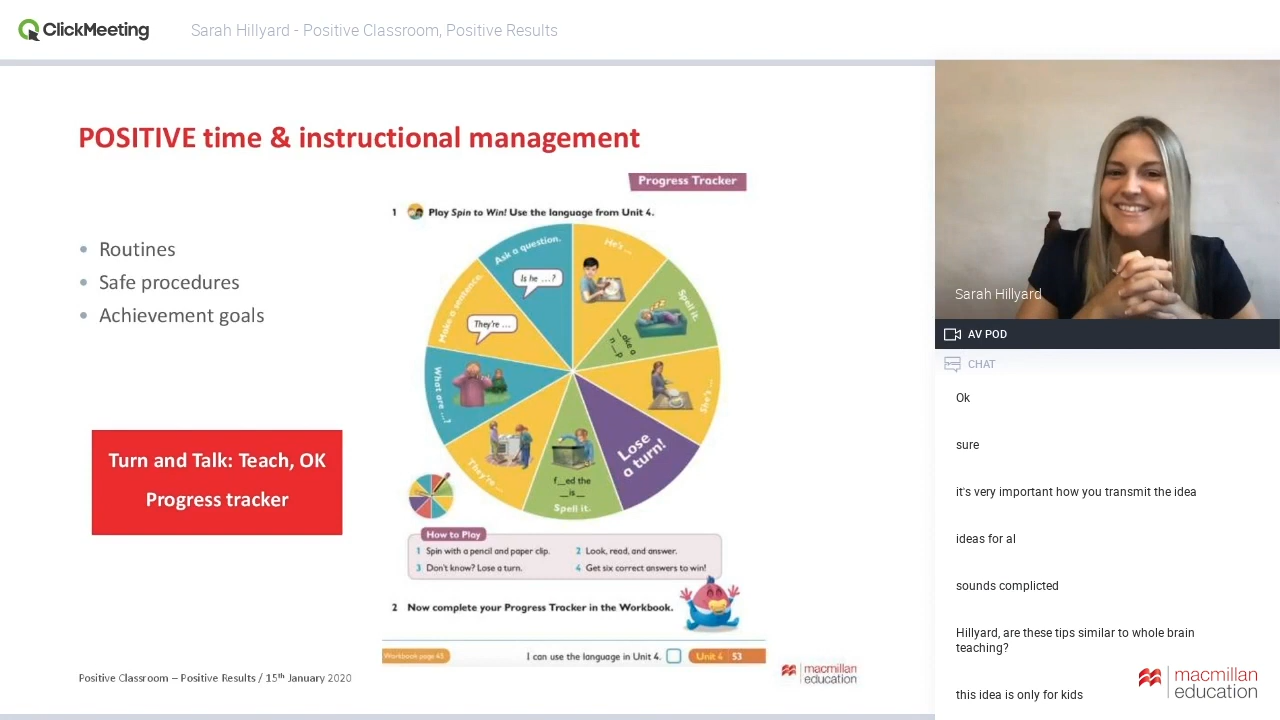 ClickMeeting
Sarah Hillyard - Positive Classroom, Positive Results
POSITIVE time & instructional management
• Routines
• Safe procedures
• Achievement goals
Turn and Talk: Teach, OK
Progress tracker
Progress Tracker
1 Play Spin to Win! Use the language from Unit 4.
Ask a question.
Is he ...?
He's ...
Spell it.
__ake a
n__p
She's ...
Lose
a turn!
f__ed the
__is__
Spell it.
They're ...
What are ...?
Make a sentence.
They're ...
How to Play
1 Spin with a pencil and paper clip.
2 Look, read, and answer.
3 Don't know? Lose a turn.
4 Get six correct answers to win!
2 Now complete your Progress Tracker in the Workbook.
Workbook page 45
I can use the language in Unit 4.
Unit 4 53
Positive Classroom – Positive Results / 15th January 2020
macmillan
education
Sarah Hillyard
AV POD
CHAT
Ok
sure
it's very important how you transmit the idea
ideas for al
sounds complicted
Hillyard, are these tips similar to whole brain
teaching?
this idea is only for kids
macmillan
education